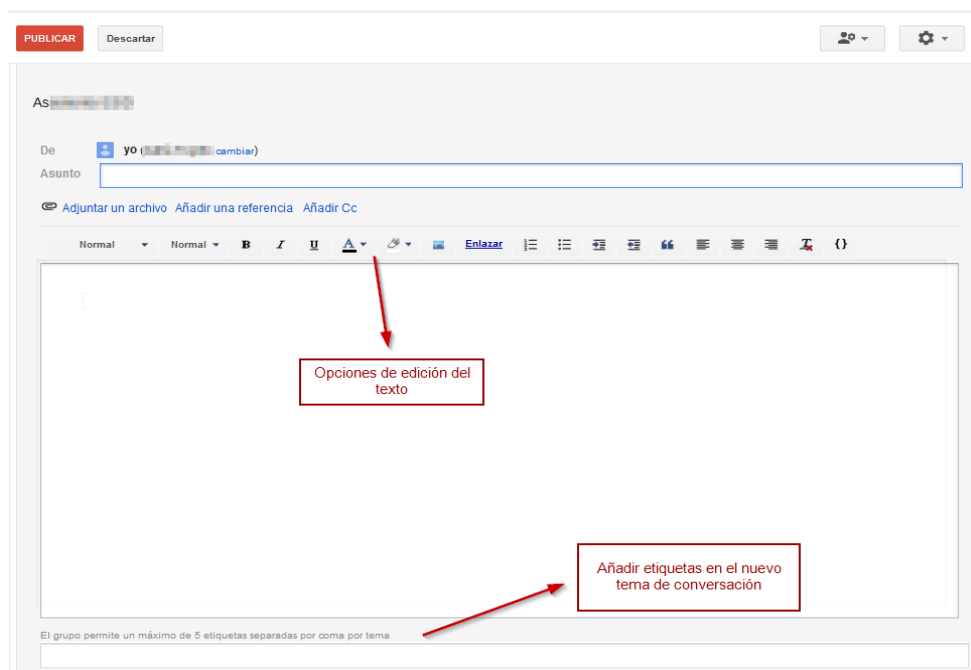 PUBLICAR Descartar
De yo ( cambiar)
Asunto
Adjuntar un archivo Añadir una referencia Añadir Cc
Normal Normal B I U A Enlazar {}
Opciones de edición del
texto
Añadir etiquetas en el nuevo
tema de conversación
El grupo permite un máximo de 5 etiquetas separadas por coma por tema